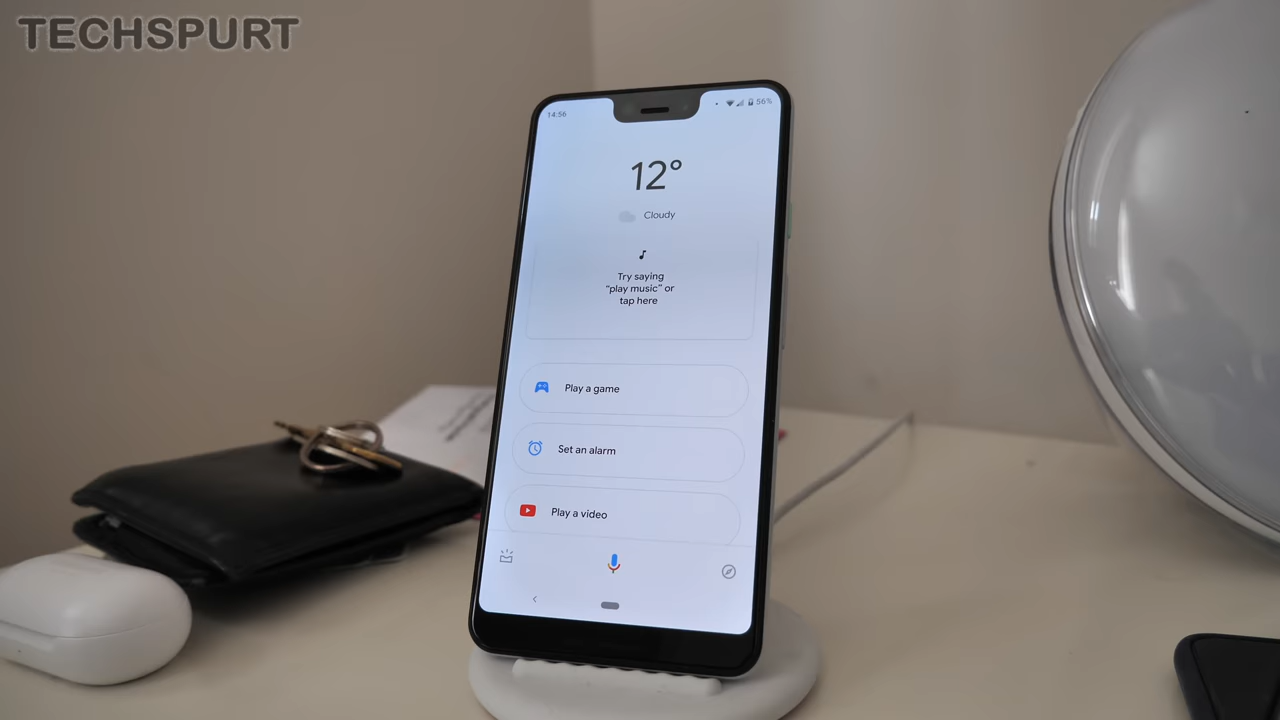 TECHSPURT
14:56
56%
12°
Cloudy
Try saying
“play music” or
tap here
Play a game
Set an alarm
Play a video